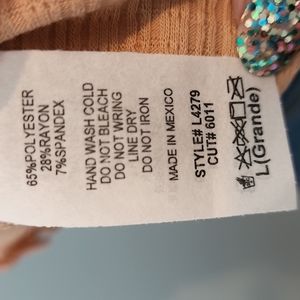 65%POLYESTER
28%RAYON
7%SPANDEX
HAND WASH COLD
DO NOT BLEACH
DO NOT WRING
LINE DRY
DO NOT IRON
MADE IN MEXICO
STYLE# L4279
CUT# 6011
L(Grande)